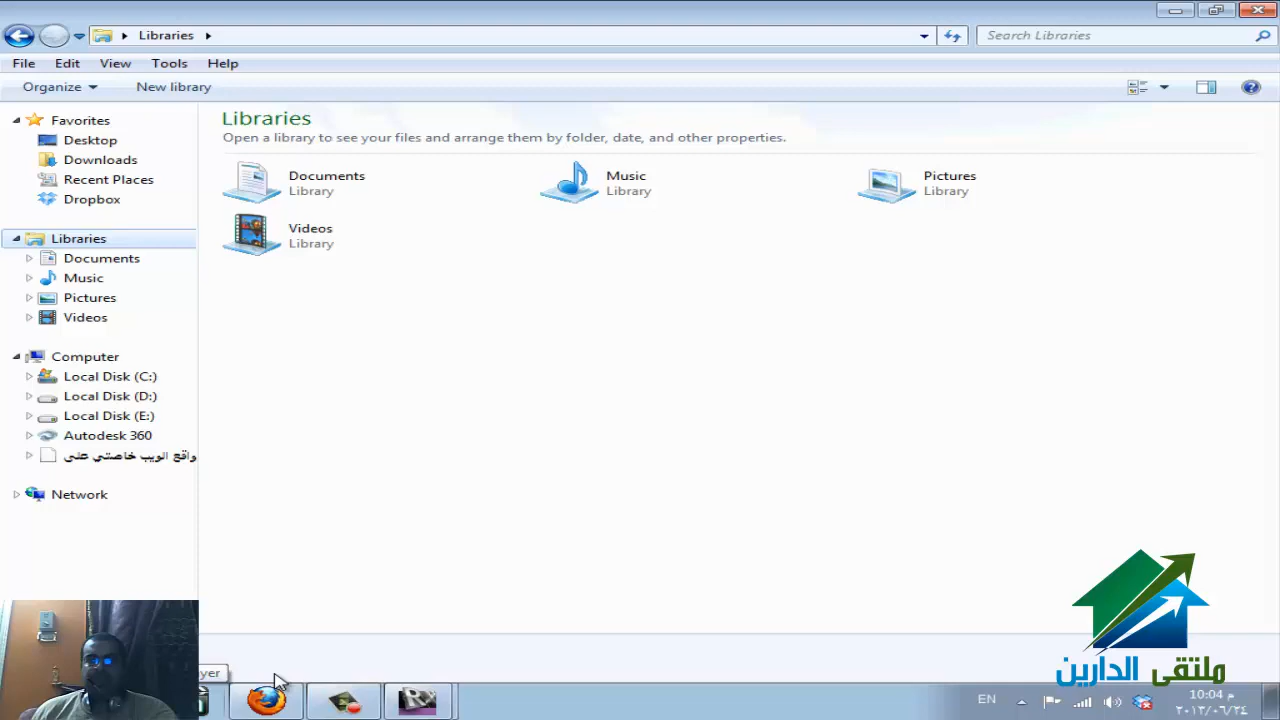 Libraries
Search Libraries
File Edit View Tools Help
Organize New library
Libraries
Open a library to see your files and arrange them by folder, date, and other properties.
Documents
Library
Music
Library
Pictures
Library
Videos
Library
Favorites
Desktop
Downloads
Recent Places
Dropbox
Libraries
Documents
Music
Pictures
Videos
Computer
Local Disk (C:)
Local Disk (D:)
Local Disk (E:)
Autodesk 360
واقع الويب خاصتي على
Network
ملتقى الدارين
yer
EN
10:04 م
٢٠١٣/٠٦/٢٤